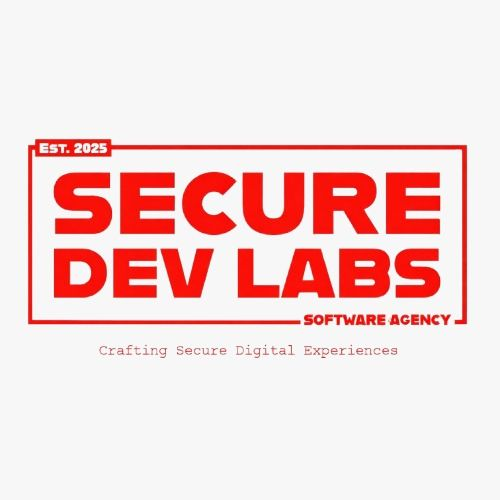 EST. 2025
SECURE
DEV LABS
SOFTWARE AGENCY
Crafting Secure Digital Experiences